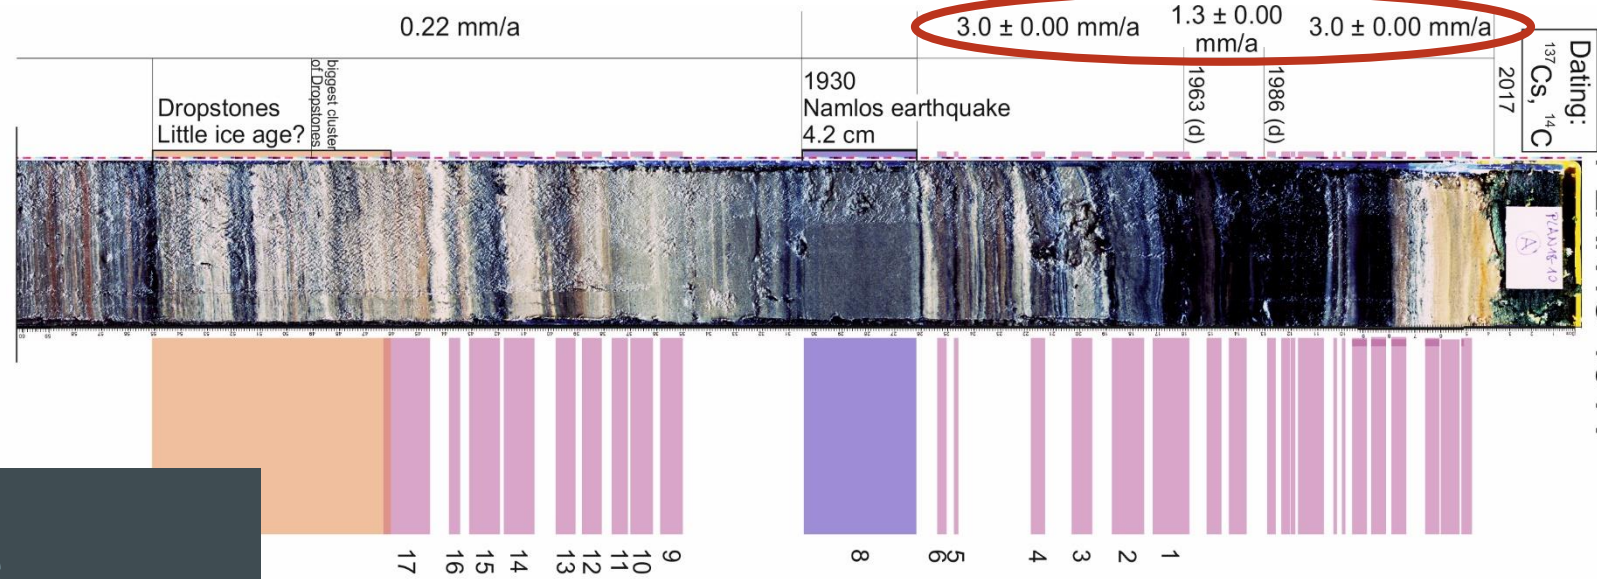 0.22 mm/a
3.0 ± 0.00 mm/a
1.3 ± 0.00
mm/a
3.0 ± 0.00 mm/a
Dating:
¹³⁷Cs, ¹⁴C
2017
1986 (d)
1963 (d)
1930
Namlos earthquake
4.2 cm
biggest cluster
of Dropstones
Dropstones
Little ice age?
A
17 16 15 14 13 12 11 10 9 8 6 5 4 3 2 1